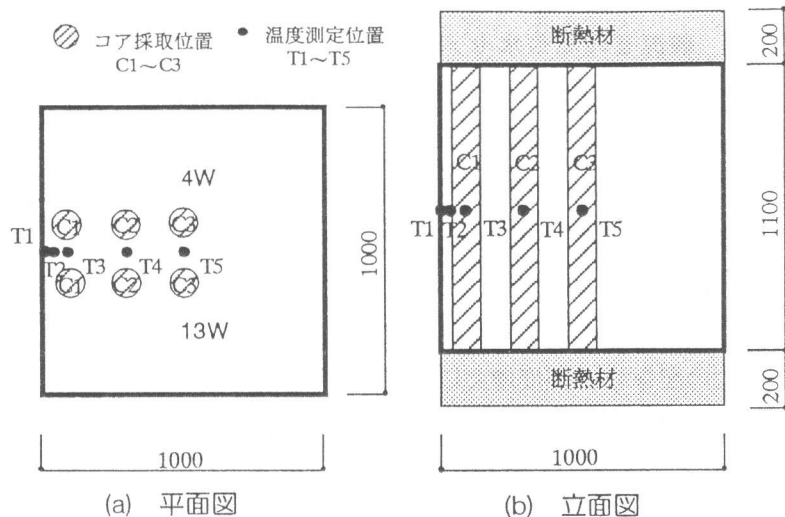 コア採取位置
C1～C3
温度測定位置
T1～T5
4W
C1 C2 C3
T1
T2 T3 T4 T5
C1 C2 C3
13W
1000
1000
(a) 平面図
断熱材
200
C1 C2 C3
T1 T2 T3 T4 T5
1100
断熱材
200
1000
(b) 立面図